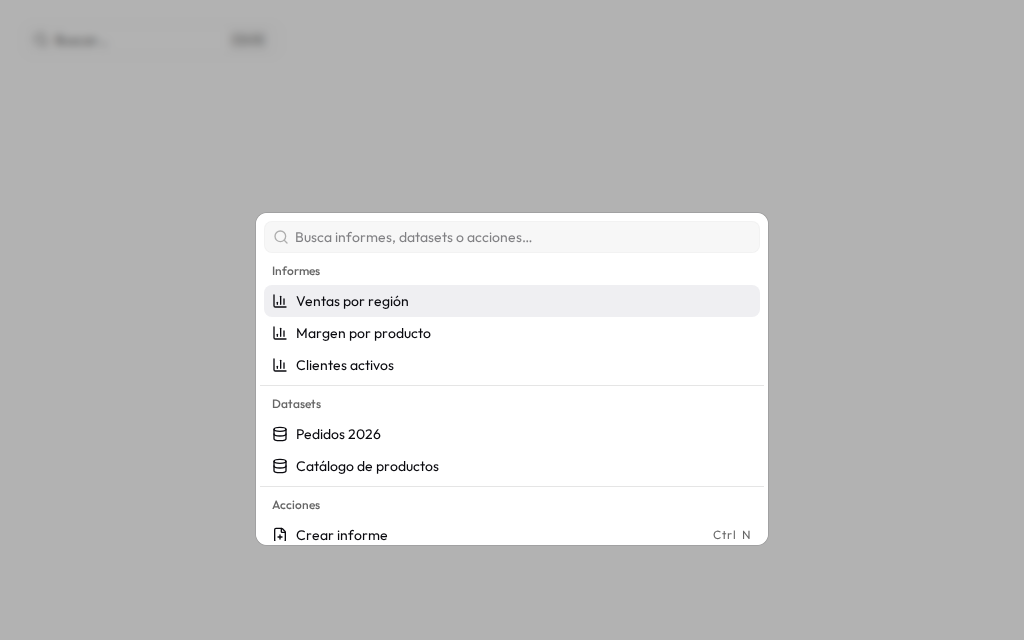 Busca informes, datasets o acciones…
Informes
Ventas por región
Margen por producto
Clientes activos
Datasets
Pedidos 2026
Catálogo de productos
Acciones
Crear informe Ctrl N